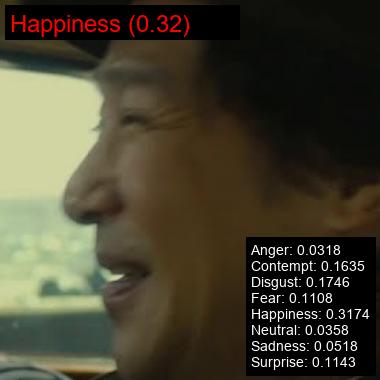 Happiness (0.32)
Anger: 0.0318
Contempt: 0.1635
Disgust: 0.1746
Fear: 0.1108
Happiness: 0.3174
Neutral: 0.0358
Sadness: 0.0518
Surprise: 0.1143